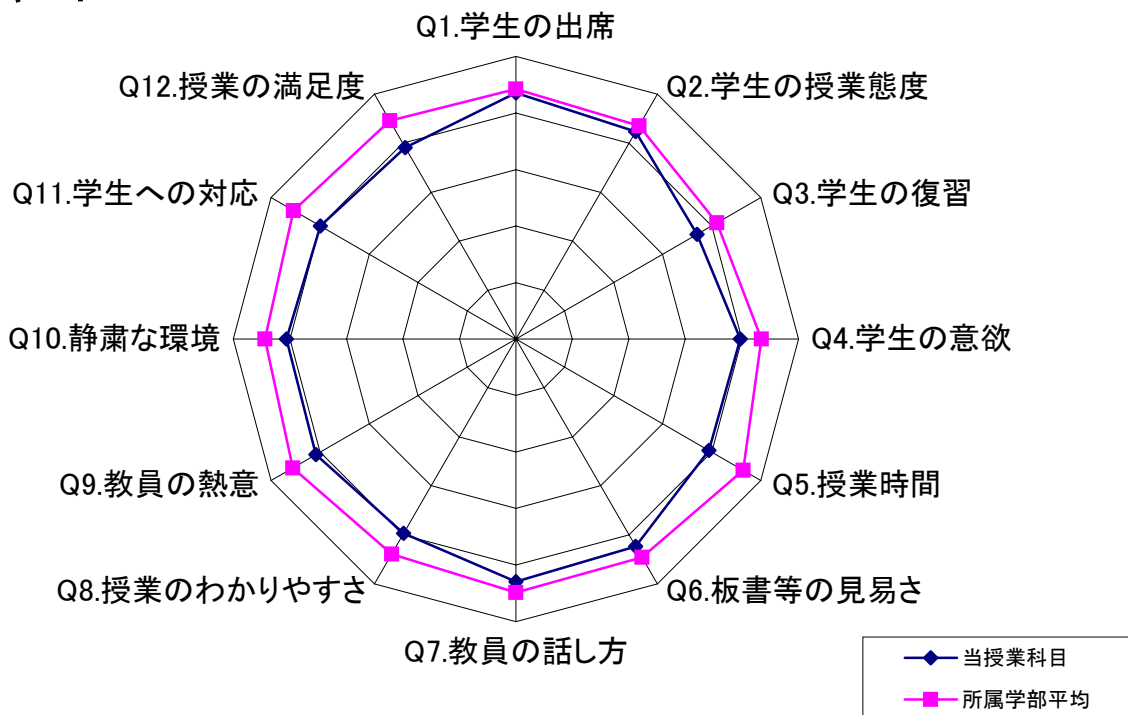 Q1.学生の出席
Q2.学生の授業態度
Q3.学生の復習
Q4.学生の意欲
Q5.授業時間
Q6.板書等の見易さ
Q7.教員の話し方
Q8.授業のわかりやすさ
Q9.教員の熱意
Q10.静粛な環境
Q11.学生への対応
Q12.授業の満足度
当授業科目
所属学部平均